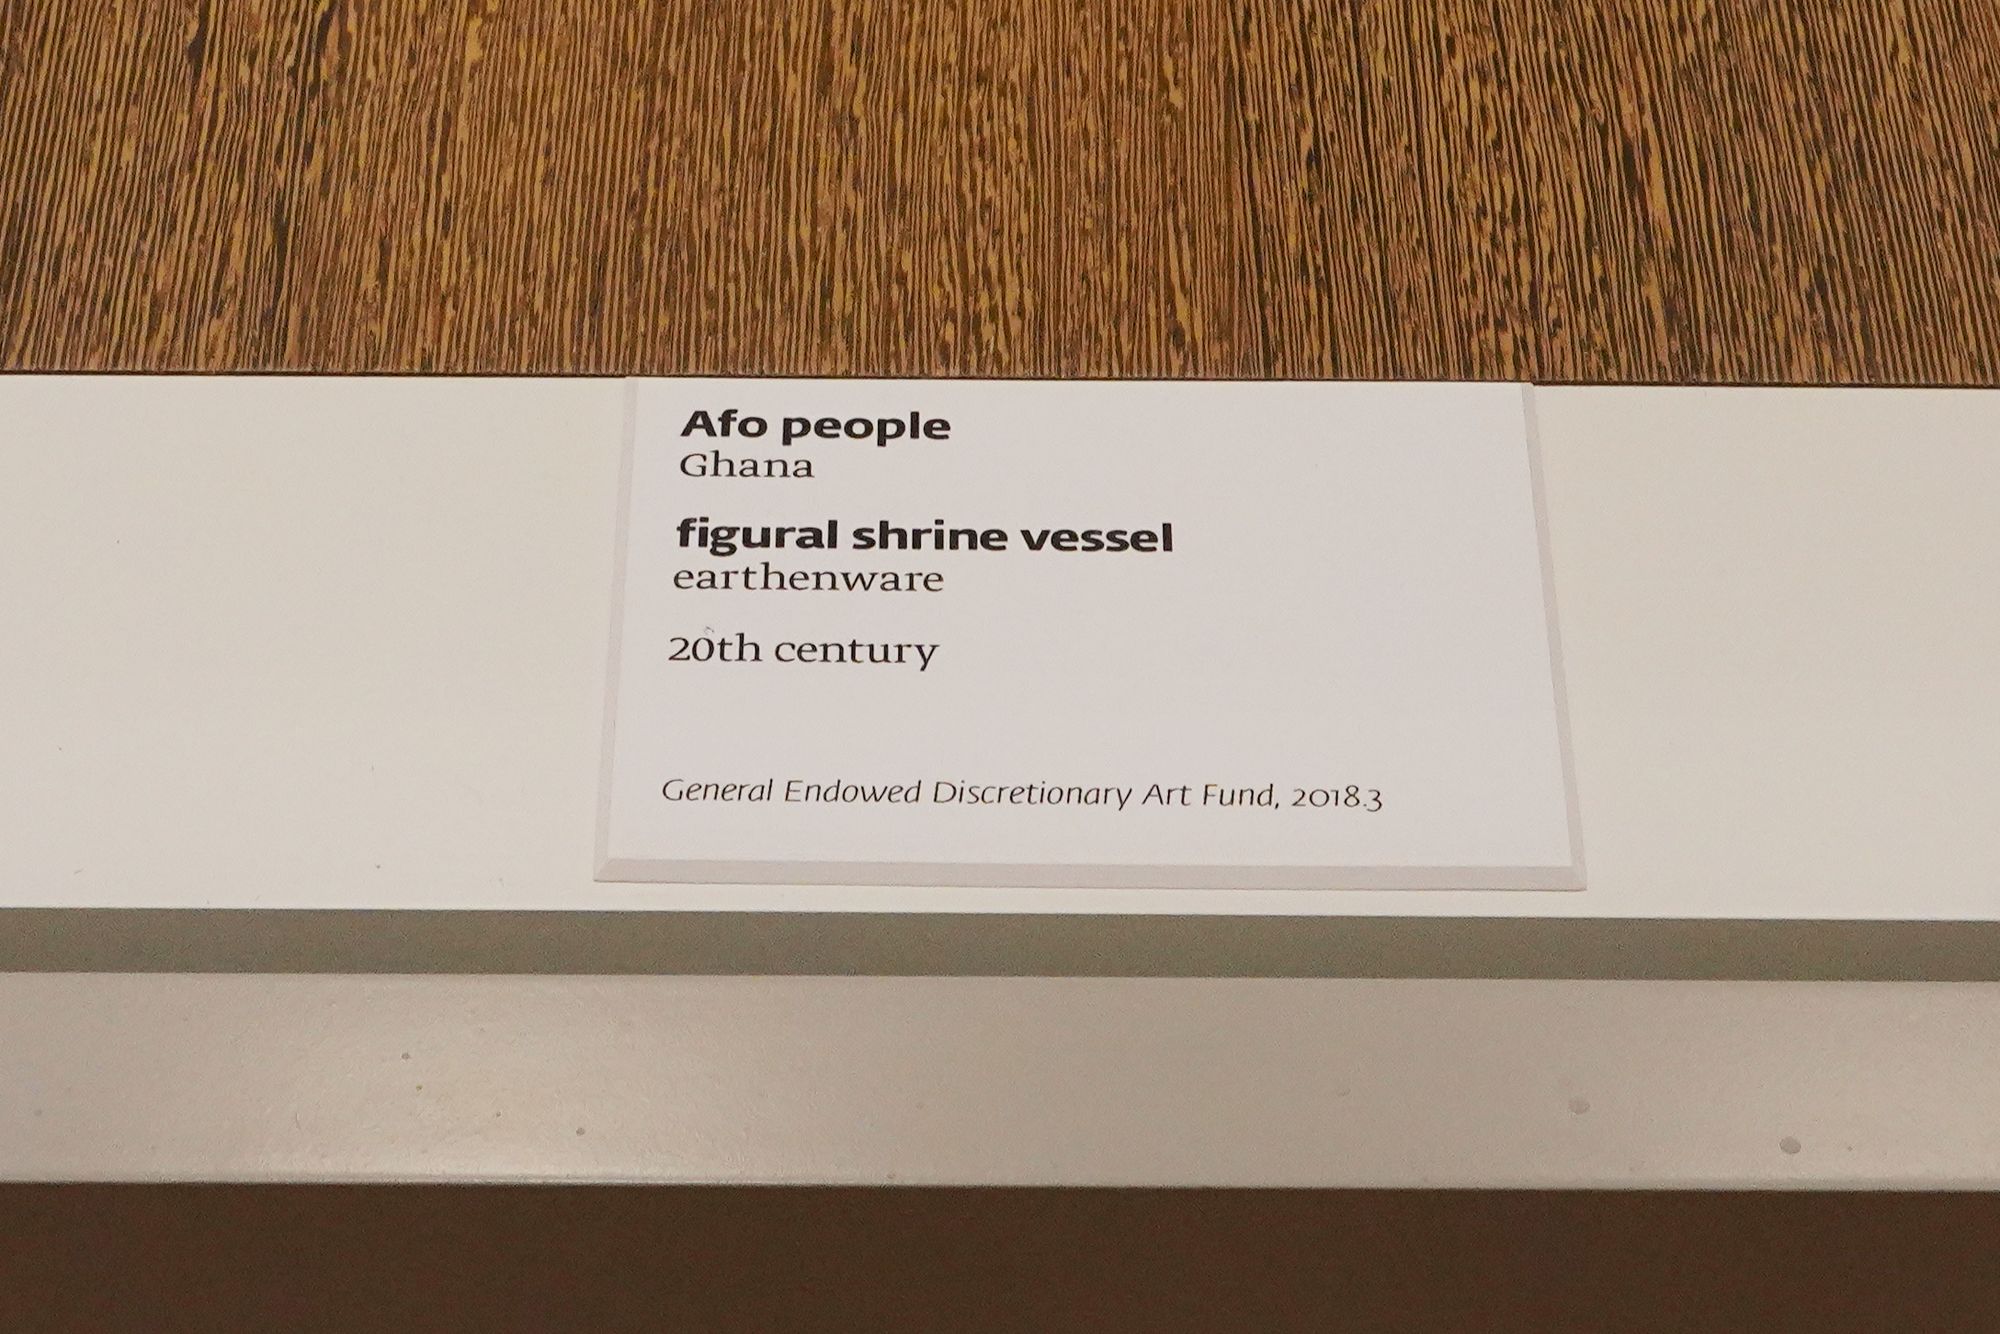 Afo people
Ghana
figural shrine vessel
earthenware
20th century
General Endowed Discretionary Art Fund, 2018.3